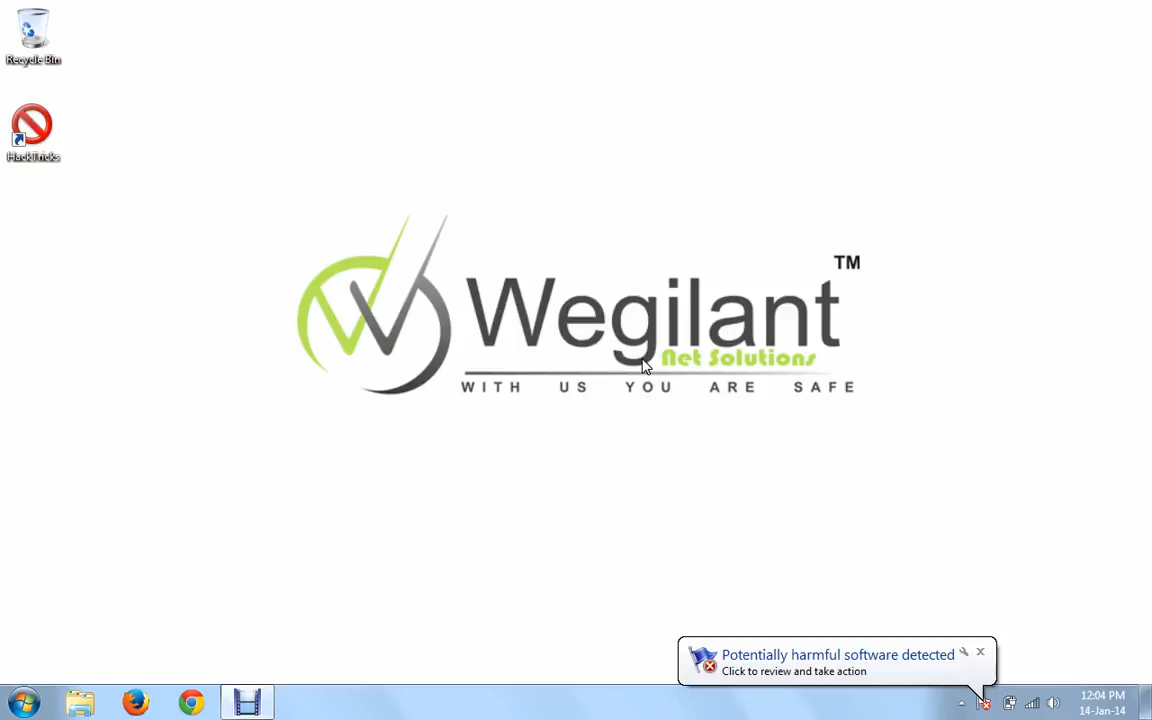 Recycle Bin
HackTricks
Wegilant TM
Net Solutions
WITH US YOU ARE SAFE
Potentially harmful software detected
Click to review and take action
12:04 PM
14-Jan-14